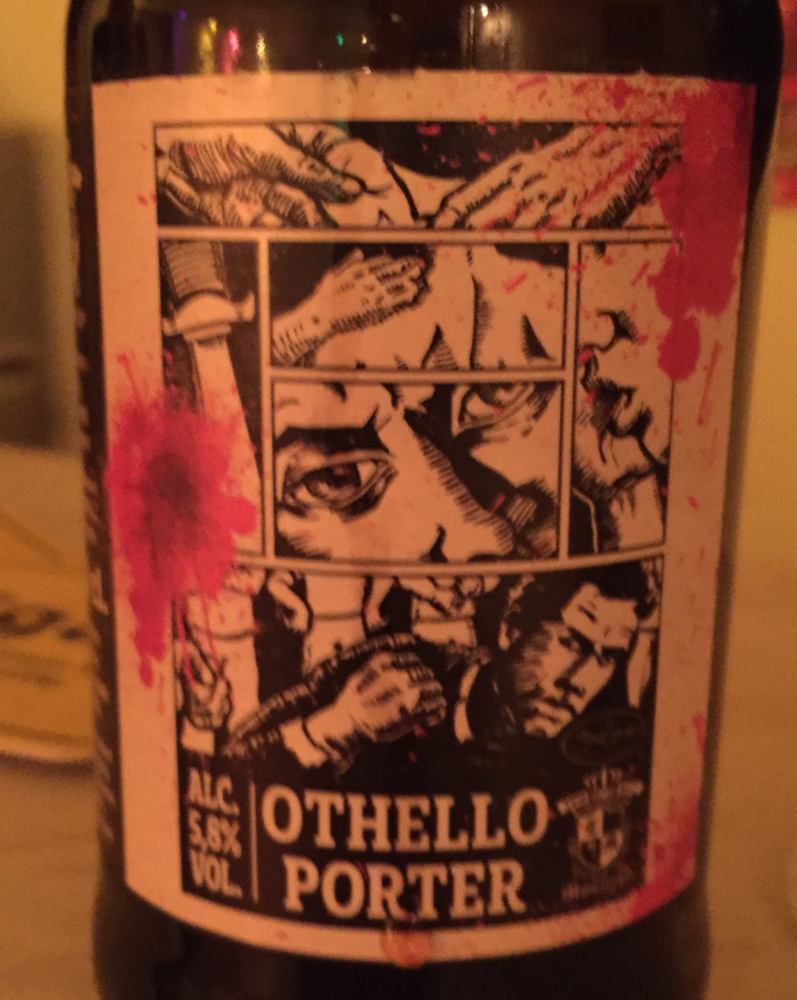 ALC.
5,8%
VOL.
OTHELLO
PORTER